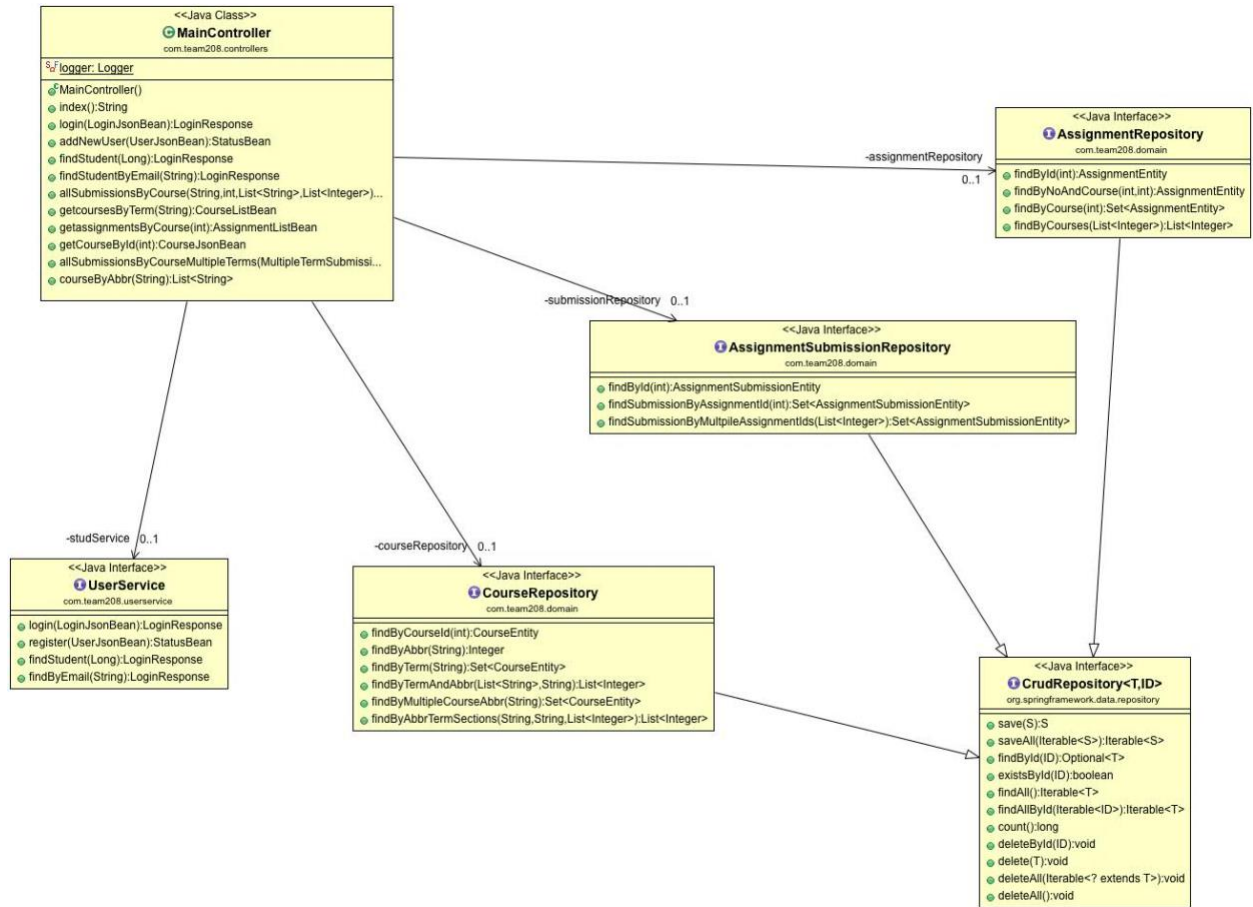 <<Java Class>>
MainController
com.team208.controllers
logger: Logger
MainController()
index():String
login(LoginJsonBean):LoginResponse
addNewUser(UserJsonBean):StatusBean
findStudent(Long):LoginResponse
findStudentByEmail(String):LoginResponse
allSubmissionsByCourse(String,int,List<String>,List<Integer>)...
getcoursesByTerm(String):CourseListBean
getassignmentsByCourse(int):AssignmentListBean
getCourseById(int):CourseJsonBean
allSubmissionsByCourseMultipleTerms(MultipleTermSubmissi...
courseByAbbr(String):List<String>
-assignmentRepository
0..1
<<Java Interface>>
AssignmentRepository
com.team208.domain
findById(int):AssignmentEntity
findByNoAndCourse(int,int):AssignmentEntity
findByCourse(int):Set<AssignmentEntity>
findByCourses(List<Integer>):List<Integer>
-submissionRepository 0..1
<<Java Interface>>
AssignmentSubmissionRepository
com.team208.domain
findById(int):AssignmentSubmissionEntity
findSubmissionByAssignmentId(int):Set<AssignmentSubmissionEntity>
findSubmissionByMultpileAssignmentIds(List<Integer>):Set<AssignmentSubmissionEntity>
-studService 0..1
<<Java Interface>>
UserService
com.team208.userservice
login(LoginJsonBean):LoginResponse
register(UserJsonBean):StatusBean
findStudent(Long):LoginResponse
findByEmail(String):LoginResponse
-courseRepository 0..1
<<Java Interface>>
CourseRepository
com.team208.domain
findByCourseId(int):CourseEntity
findByAbbr(String):Integer
findByTerm(String):Set<CourseEntity>
findByTermAndAbbr(List<String>,String):List<Integer>
findByMultipleCourseAbbr(String):Set<CourseEntity>
findByAbbrTermSections(String,String,List<Integer>):List<Integer>
<<Java Interface>>
CrudRepository<T,ID>
org.springframework.data.repository
save(S):S
saveAll(Iterable<S>):Iterable<S>
findById(ID):Optional<T>
existsById(ID):boolean
findAll():Iterable<T>
findAllById(Iterable<ID>):Iterable<T>
count():long
deleteById(ID):void
delete(T):void
deleteAll(Iterable<? extends T>):void
deleteAll():void